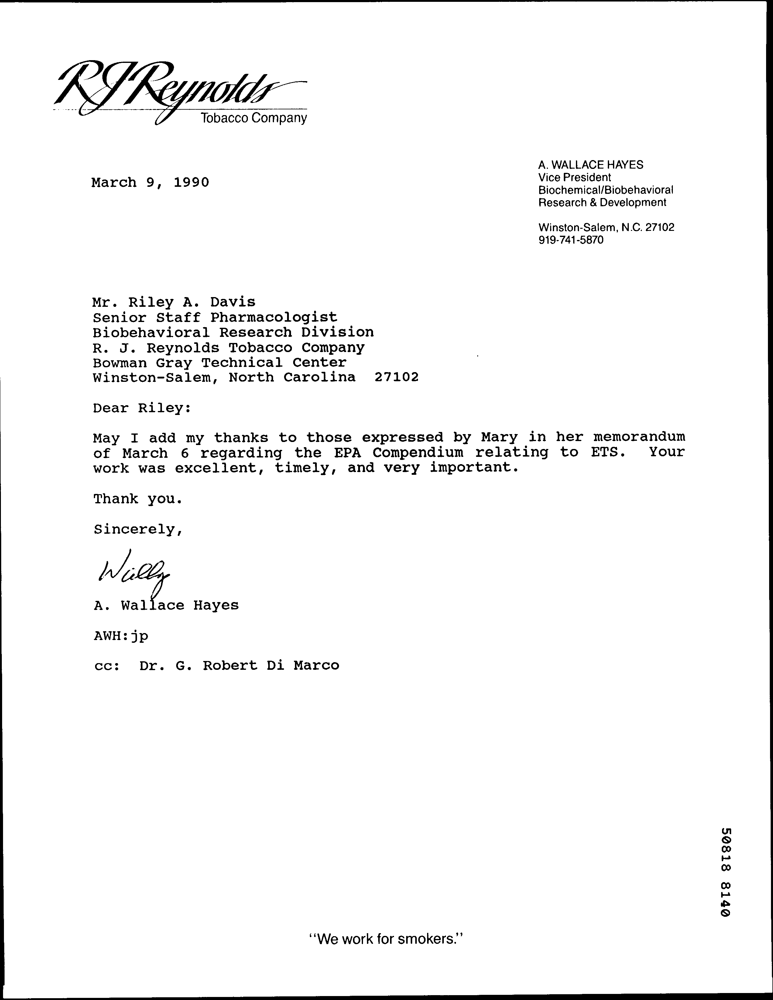 RJReynolds
Tobacco Company
A. WALLACE HAYES
Vice President
Biochemical/Biobehavioral
Research & Development
Winston-Salem, N.C. 27102
919-741-5870
March 9, 1990
Mr. Riley A. Davis
Senior Staff Pharmacologist
Biobehavioral Research Division
R. J. Reynolds Tobacco Company
Bowman Gray Technical Center
Winston-Salem, North Carolina  27102
Dear Riley:
May I add my thanks to those expressed by Mary in her memorandum
of March 6 regarding the EPA Compendium relating to ETS.  Your
work was excellent, timely, and very important.
Thank you.
Sincerely,
Wally
A. Wallace Hayes
AWH:jp
cc:  Dr. G. Robert Di Marco
50818 8140
"We work for smokers."